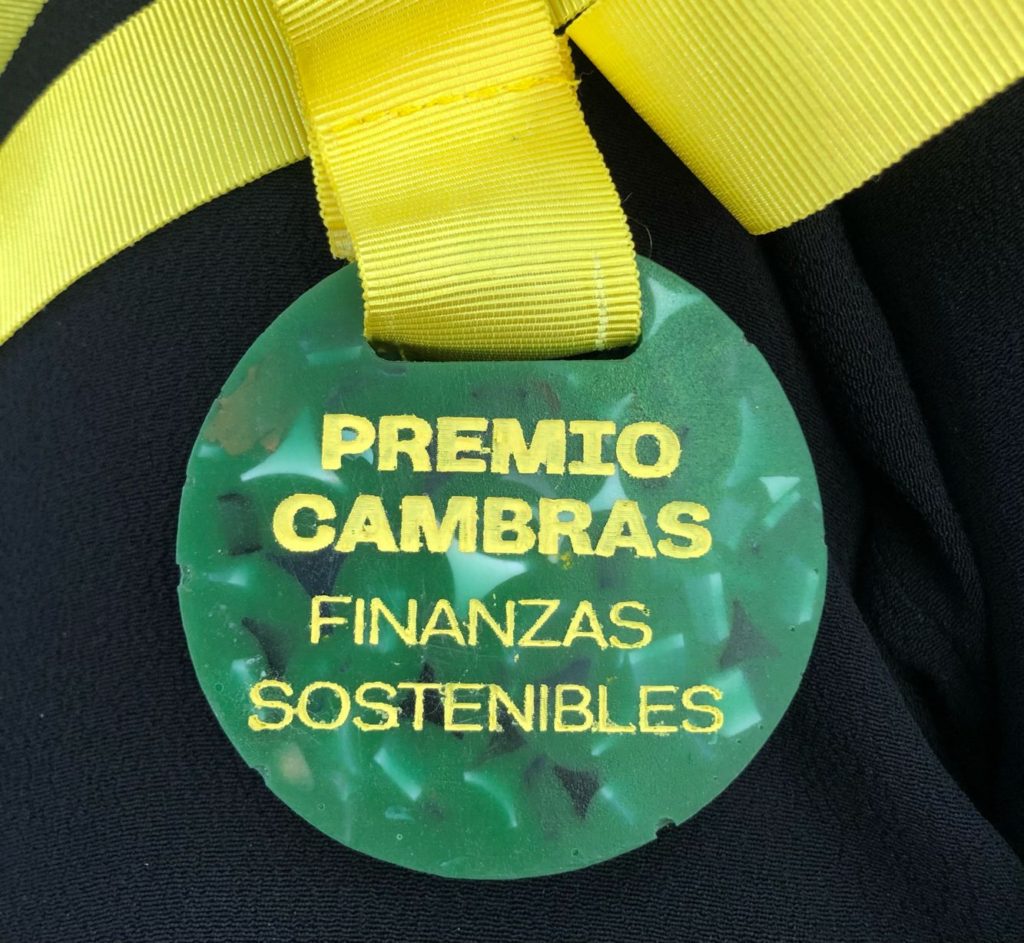 PREMIO
CAMBRAS
FINANZAS
SOSTENIBLES